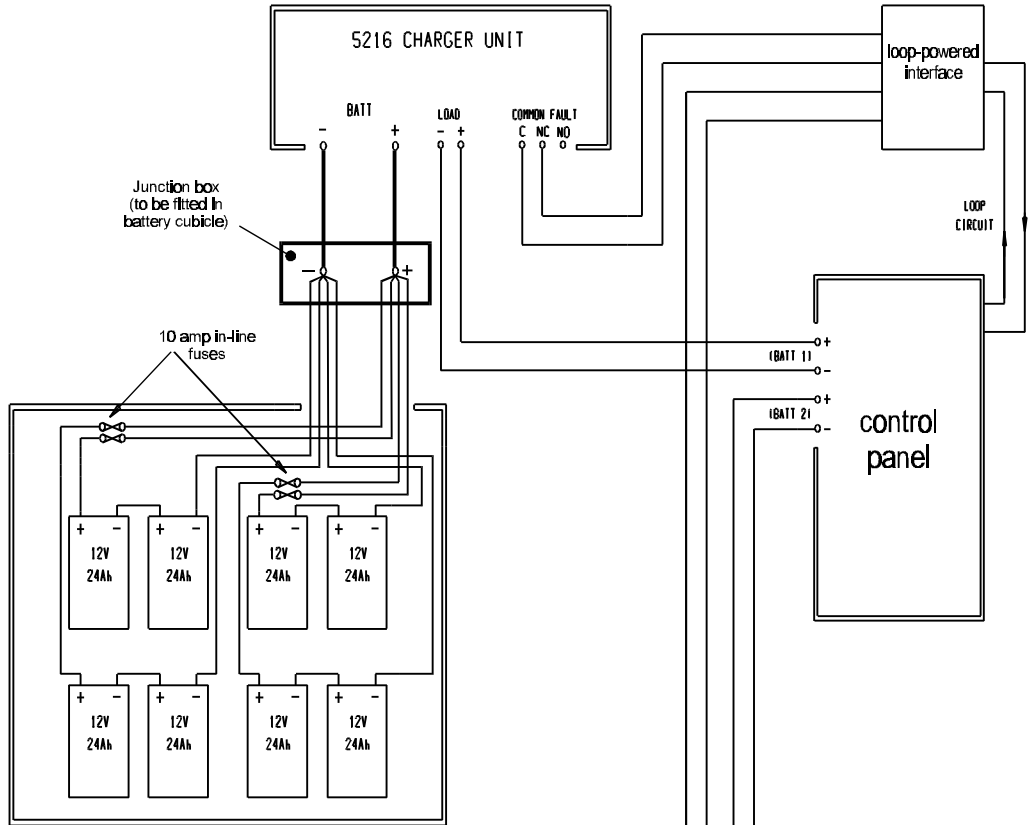 5216 CHARGER UNIT
BATT
- +
LOAD
- +
COMMON FAULT
C NC NO
loop-powered
interface
Junction box
(to be fitted in
battery cubicle)
- +
LOOP
CIRCUIT
10 amp in-line
fuses
+
(BATT 1)
-
+
(BATT 2)
-
control
panel
+ - + - + - + -
12V 12V 12V 12V
24Ah 24Ah 24Ah 24Ah
+ - + - + - + -
12V 12V 12V 12V
24Ah 24Ah 24Ah 24Ah